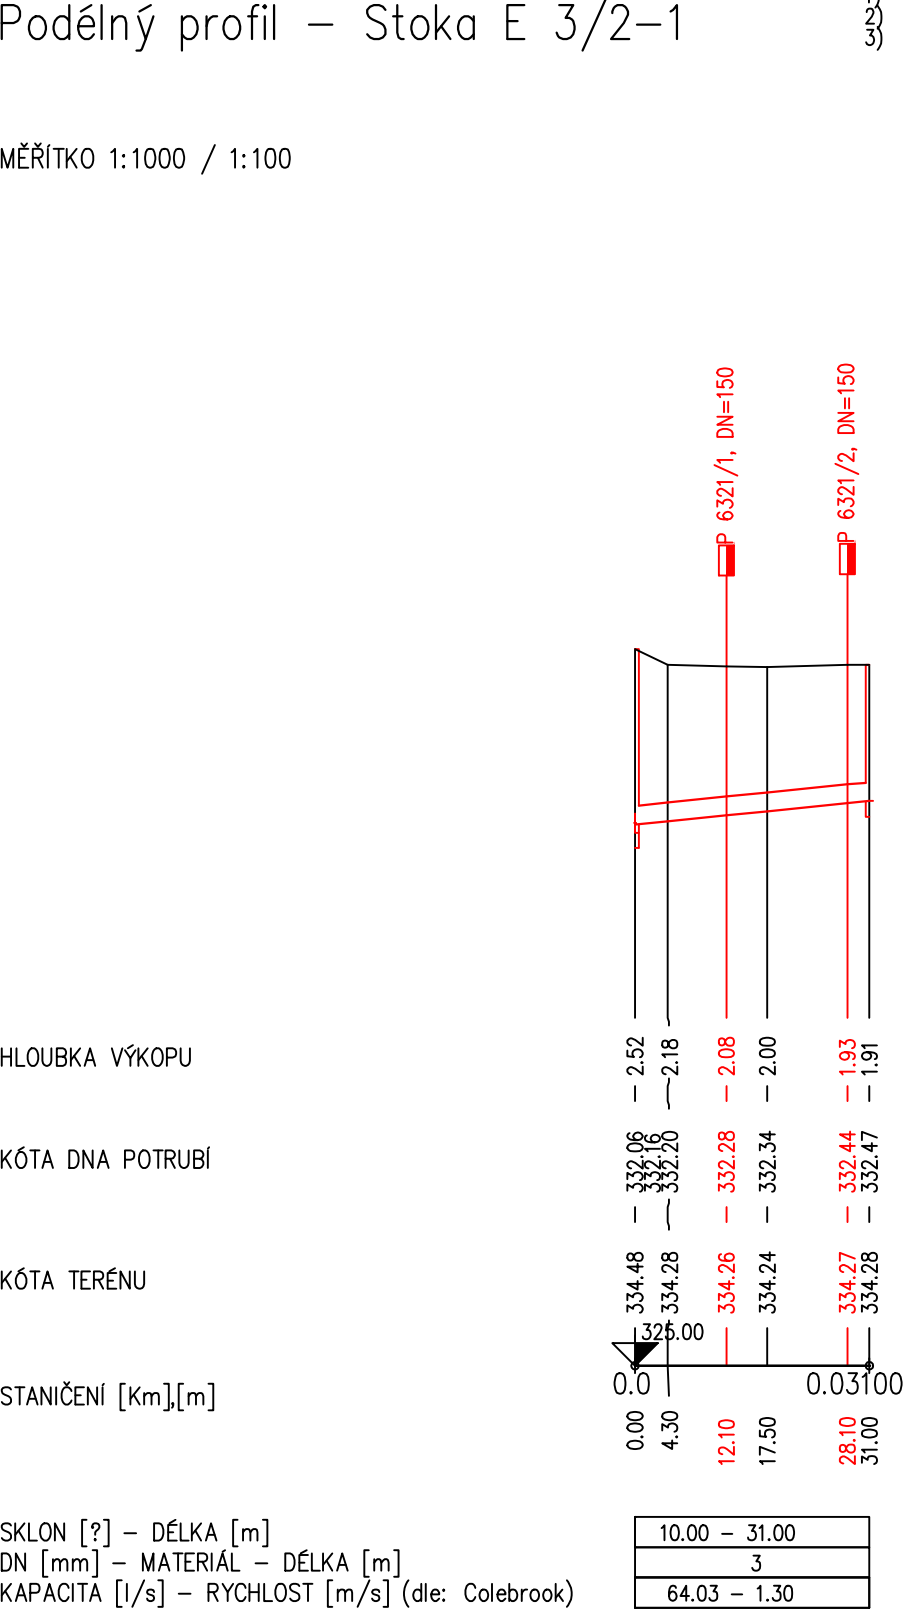 Podélný profil – Stoka E 3/2–1
2)
3)
MĚŘÍTKO 1:1000 / 1:100
P 6321/1, DN=150
P 6321/2, DN=150
HLOUBKA VÝKOPU
2.52
2.18
2.08
2.00
1.93
1.91
KÓTA DNA POTRUBÍ
332.06
332.16
332.20
332.28
332.34
332.44
332.47
KÓTA TERÉNU
334.48
334.28
334.26
334.24
334.27
334.28
325.00
STANIČENÍ [Km],[m]
0.0
0.03100
0.00
4.30
12.10
17.50
28.10
31.00
SKLON [?] – DÉLKA [m]
10.00 – 31.00
DN [mm] – MATERIÁL – DÉLKA [m]
3
KAPACITA [l/s] – RYCHLOST [m/s] (dle: Colebrook)
64.03 – 1.30